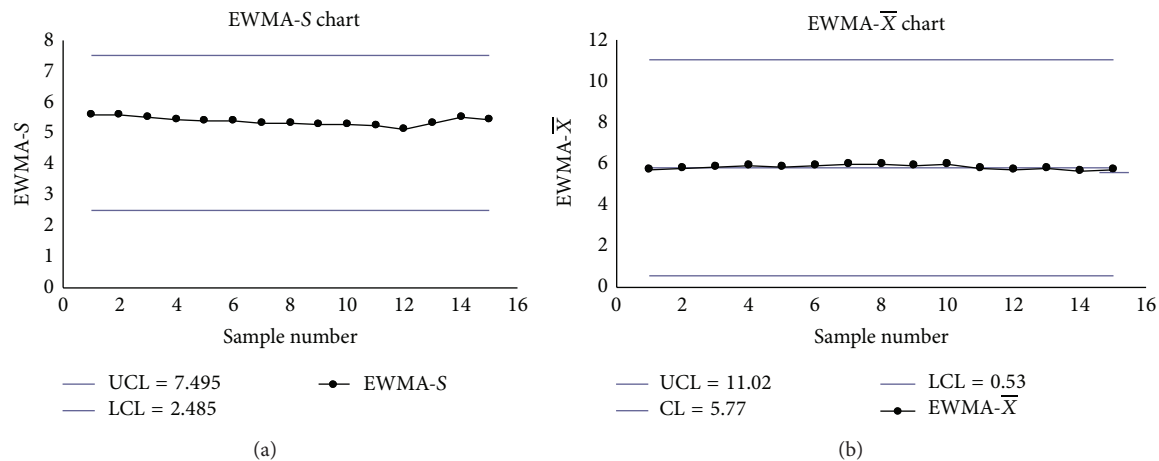 EWMA-S chart
8
7
6
5
4
3
2
1
0
EWMA-S
0 2 4 6 8 10 12 14 16
Sample number
UCL = 7.495
LCL = 2.485
EWMA-S
(a)
EWMA-X̿ chart
12
10
8
6
4
2
0
EWMA-X̿
0 2 4 6 8 10 12 14 16
Sample number
UCL = 11.02
CL = 5.77
LCL = 0.53
EWMA-X̿
(b)